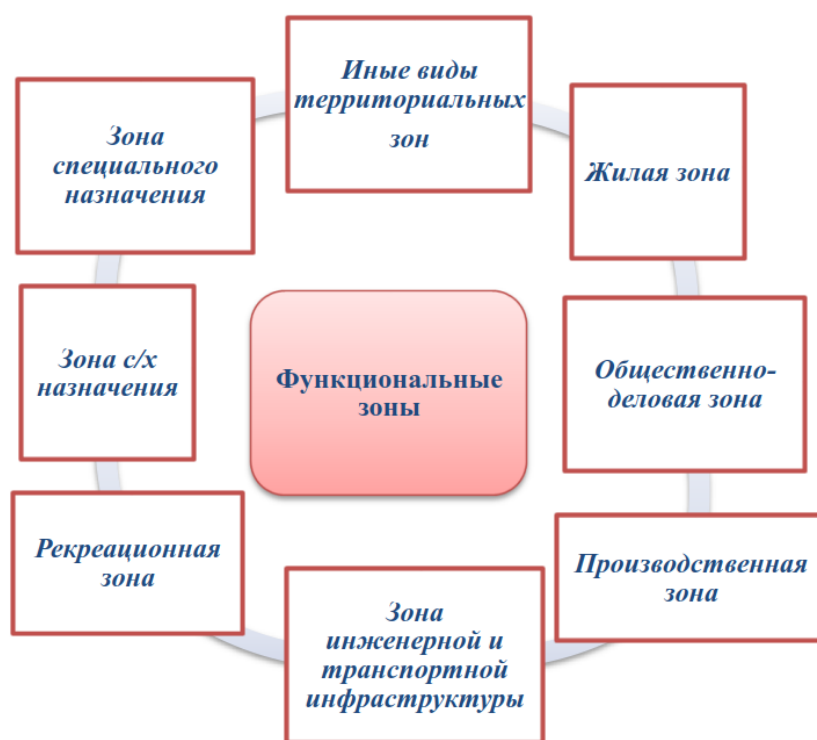 Иные виды
территориальных
зон
Жилая зона
Общественно-
деловая зона
Производственная
зона
Зона
инженерной и
транспортной
инфраструктуры
Рекреационная
зона
Зона с/х
назначения
Зона
специального
назначения
Функциональные
зоны